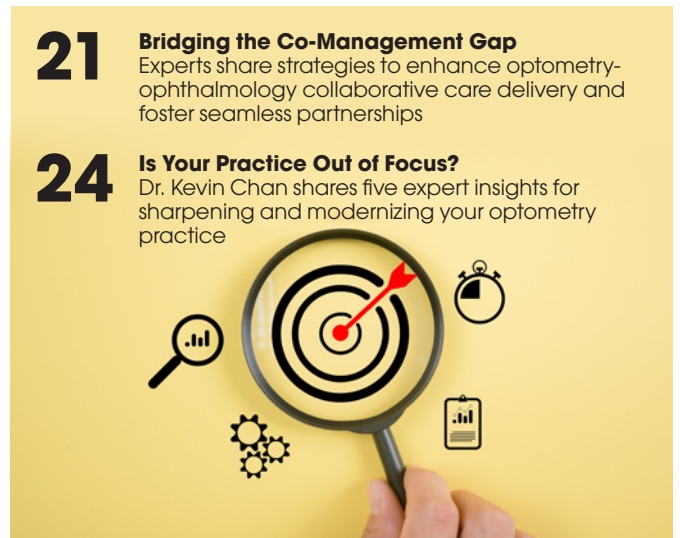 21
Bridging the Co-Management Gap
Experts share strategies to enhance optometry-
ophthalmology collaborative care delivery and
foster seamless partnerships
24
Is Your Practice Out of Focus?
Dr. Kevin Chan shares five expert insights for
sharpening and modernizing your optometry
practice